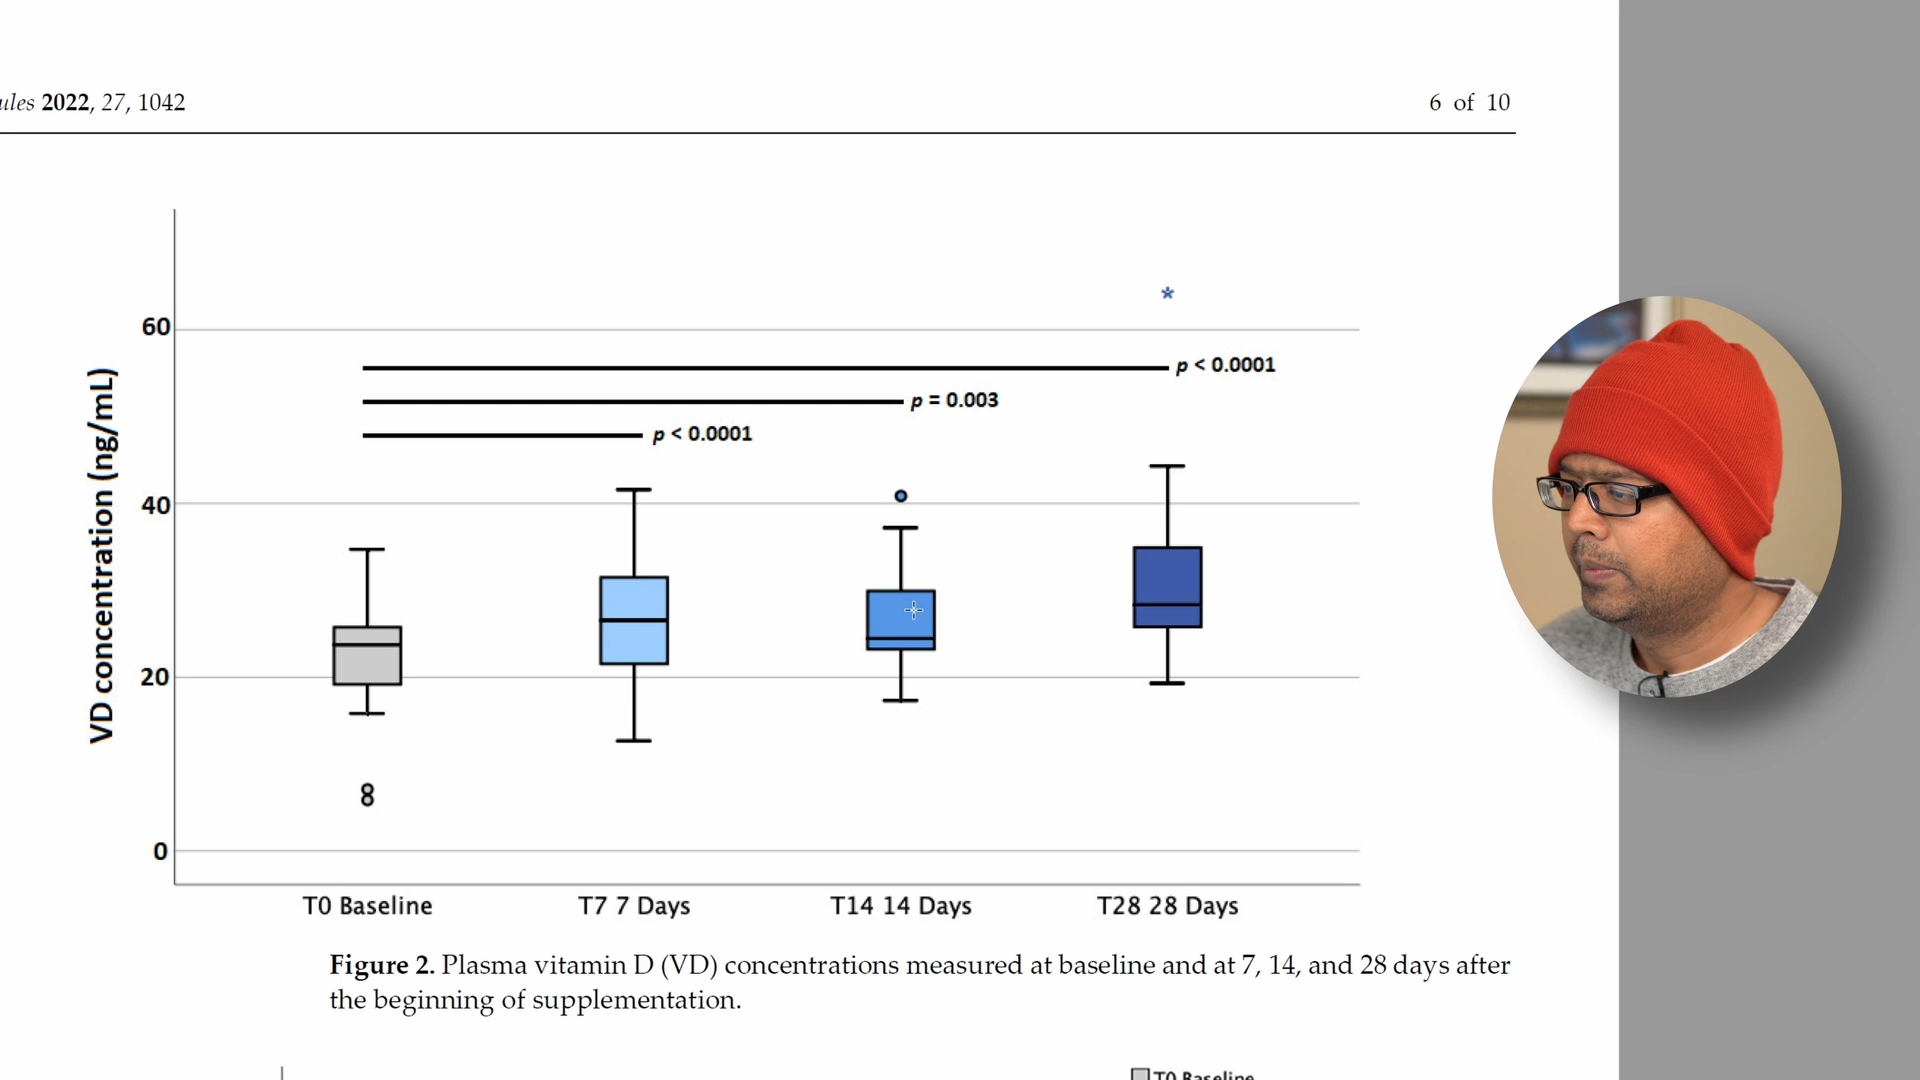 ules 2022, 27, 1042
6 of 10
VD concentration (ng/mL)
60
40
20
0
p < 0.0001
p = 0.003
p < 0.0001
T0 Baseline
T7 7 Days
T14 14 Days
T28 28 Days
Figure 2. Plasma vitamin D (VD) concentrations measured at baseline and at 7, 14, and 28 days after
the beginning of supplementation.
T0 Baseline